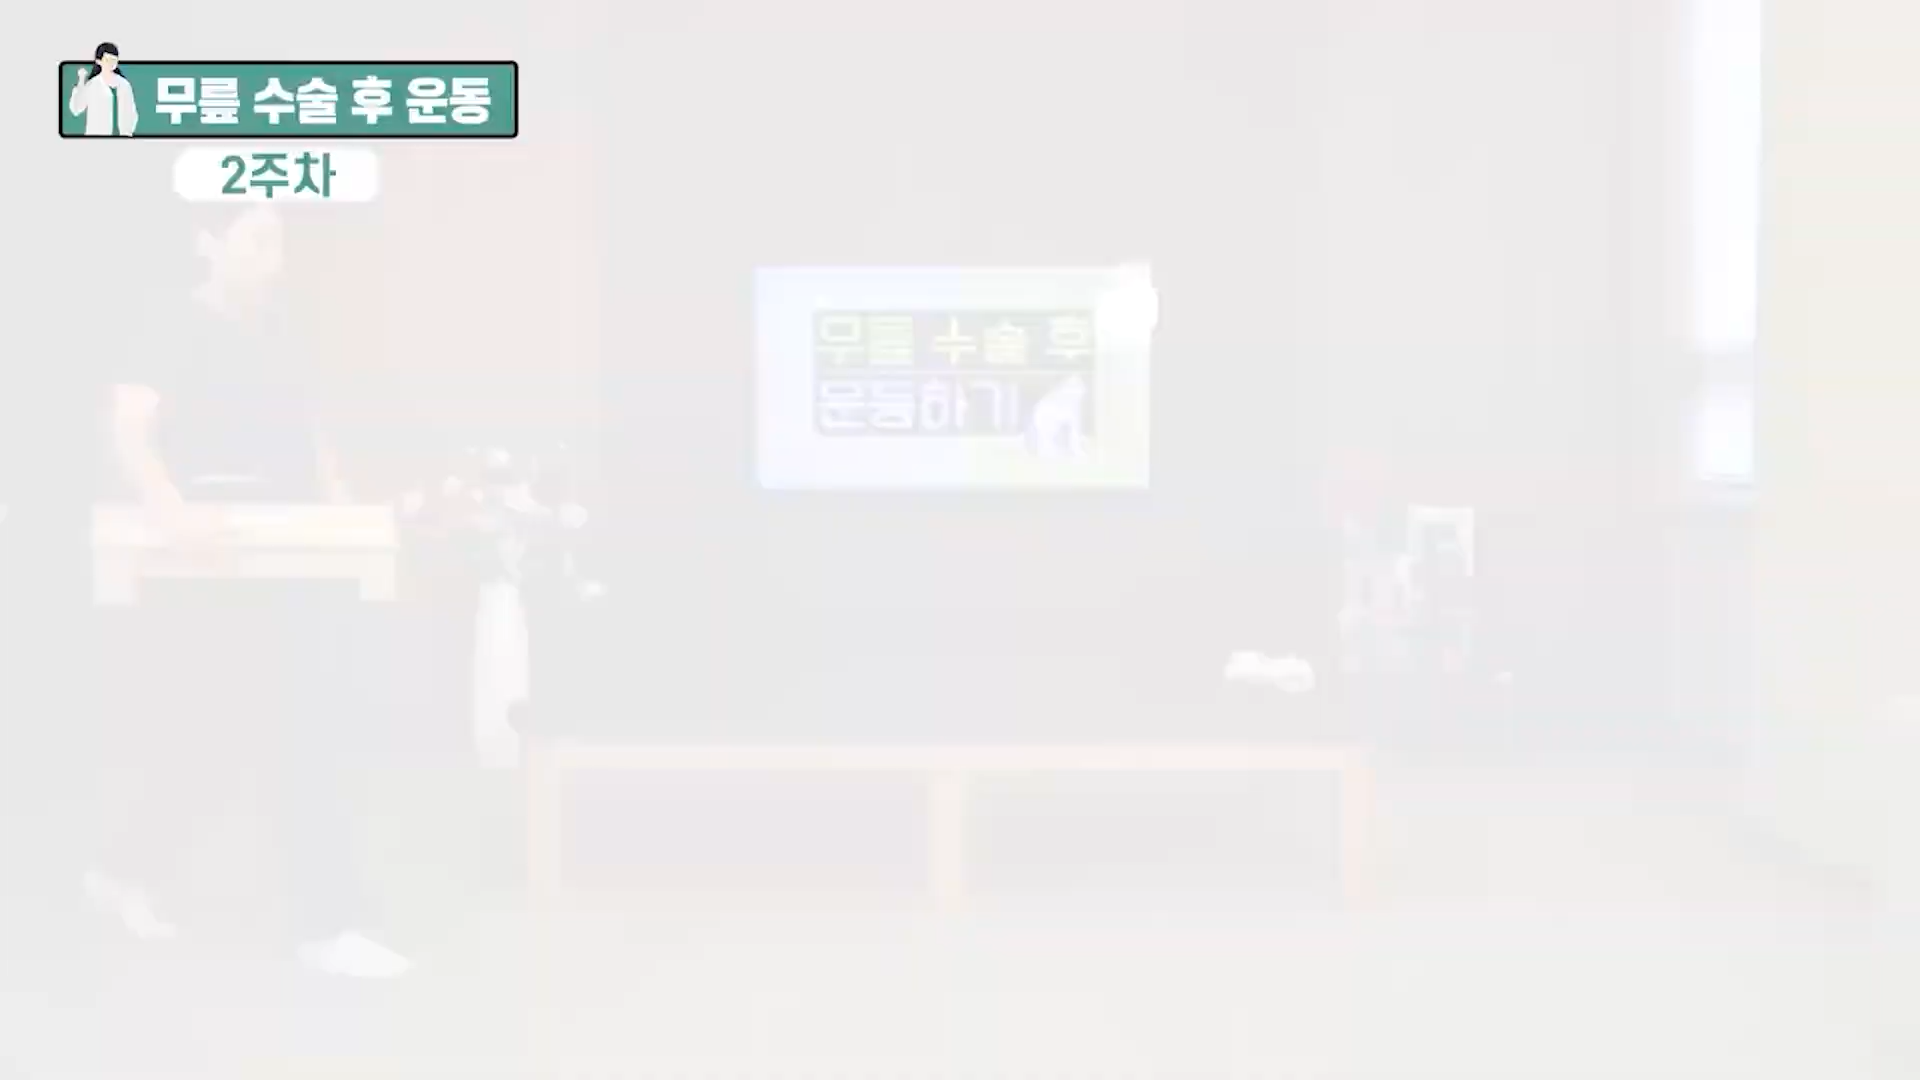 무릎 수술 후 운동
2주차
무릎 수술 후
운동하기